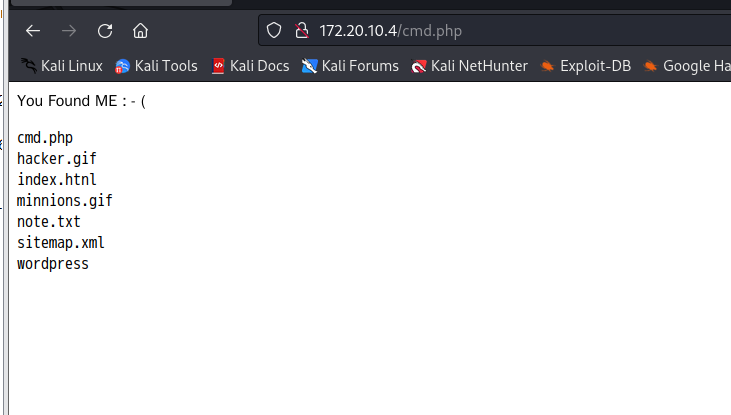 172.20.10.4/cmd.php
Kali Linux Kali Tools Kali Docs Kali Forums Kali NetHunter Exploit-DB Google Ha
You Found ME : - (
cmd.php
hacker.gif
index.htnl
minnions.gif
note.txt
sitemap.xml
wordpress